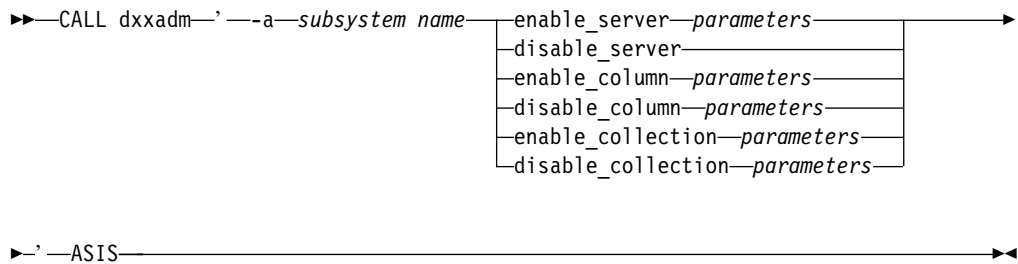 CALL dxxadm ’ -a subsystem name enable_server parameters
disable_server
enable_column parameters
disable_column parameters
enable_collection parameters
disable_collection parameters
’ ASIS